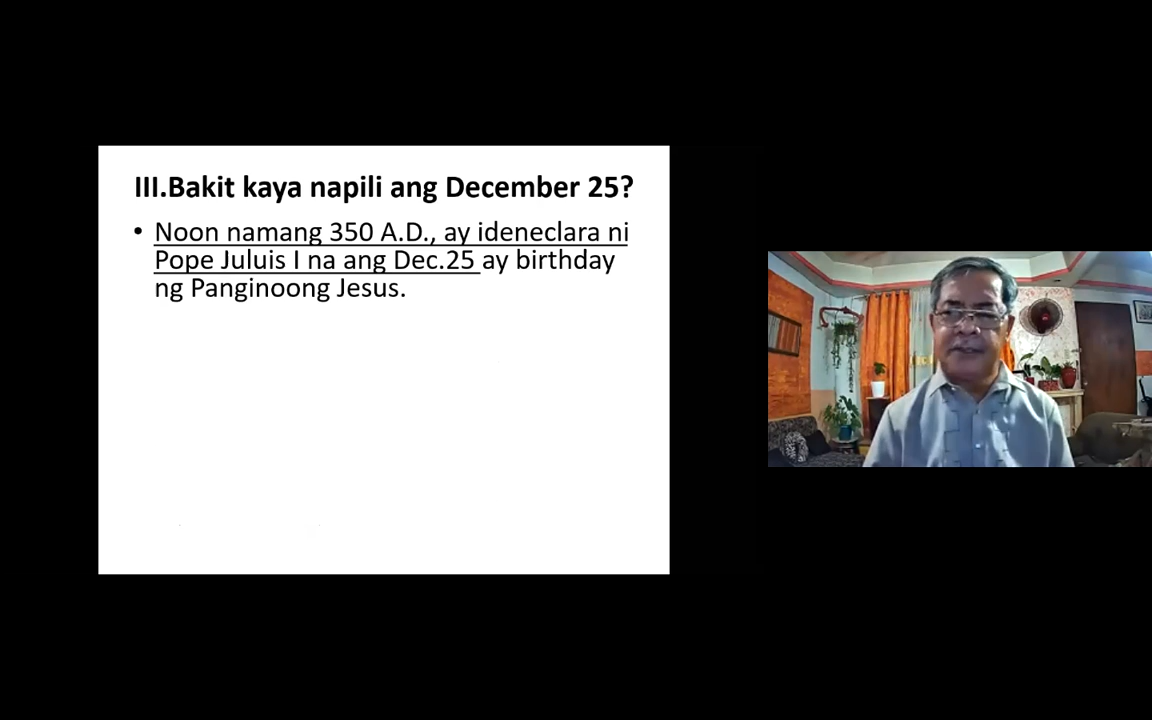 III.Bakit kaya napili ang December 25?
• Noon namang 350 A.D., ay ideneclara ni
Pope Juluis I na ang Dec.25 ay birthday
ng Panginoong Jesus.